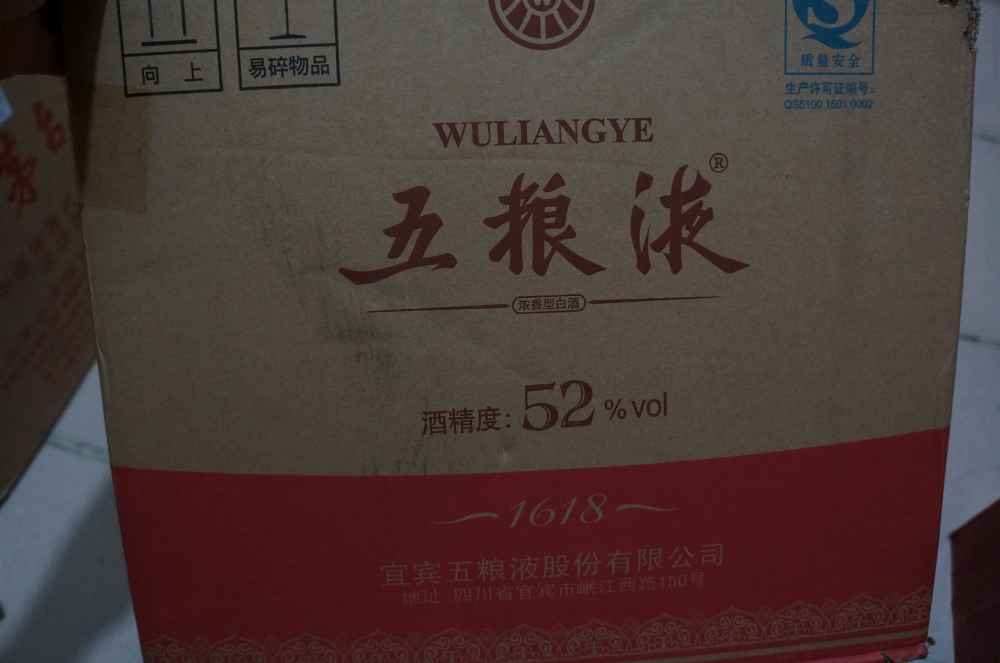 向 上
易碎物品
质量安全
生产许可证编号：
QS5100 1501 0002
WULIANGYE
五粮液®
浓香型白酒
酒精度：52%vol
1618
宜宾五粮液股份有限公司
地址 四川省宜宾市岷江西路150号